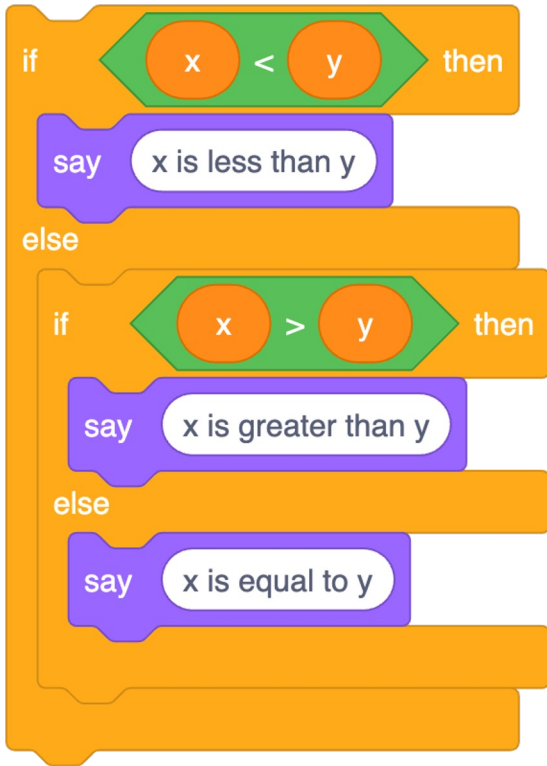 if x < y then
say x is less than y
else
if x > y then
say x is greater than y
else
say x is equal to y